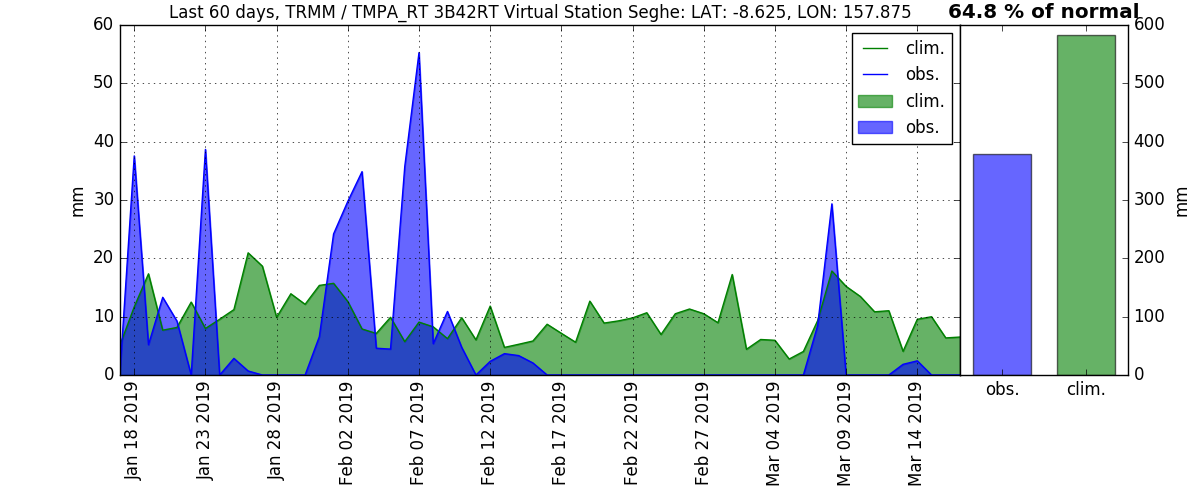 Last 60 days, TRMM / TMPA_RT 3B42RT Virtual Station Seghe: LAT: -8.625, LON: 157.875
64.8 % of normal
60
50
40
30
20
10
0
mm
clim.
obs.
clim.
obs.
600
500
400
300
200
100
0
mm
Jan 18 2019
Jan 23 2019
Jan 28 2019
Feb 02 2019
Feb 07 2019
Feb 12 2019
Feb 17 2019
Feb 22 2019
Feb 27 2019
Mar 04 2019
Mar 09 2019
Mar 14 2019
obs.
clim.